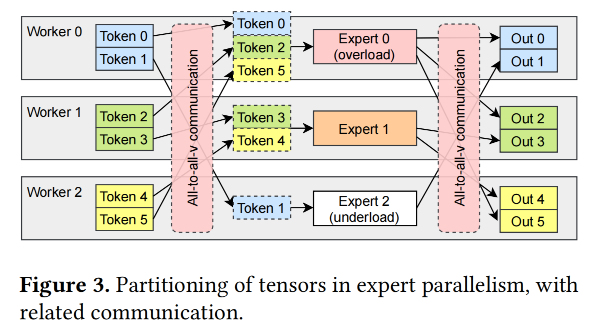 Worker 0
Token 0
Token 1
All-to-all-v communication
Token 0
Token 2
Token 5
Expert 0
(overload)
All-to-all-v communication
Out 0
Out 1
Worker 1
Token 2
Token 3
Token 3
Token 4
Expert 1
Out 2
Out 3
Worker 2
Token 4
Token 5
Token 1
Expert 2
(underload)
Out 4
Out 5
Figure 3. Partitioning of tensors in expert parallelism, with
related communication.